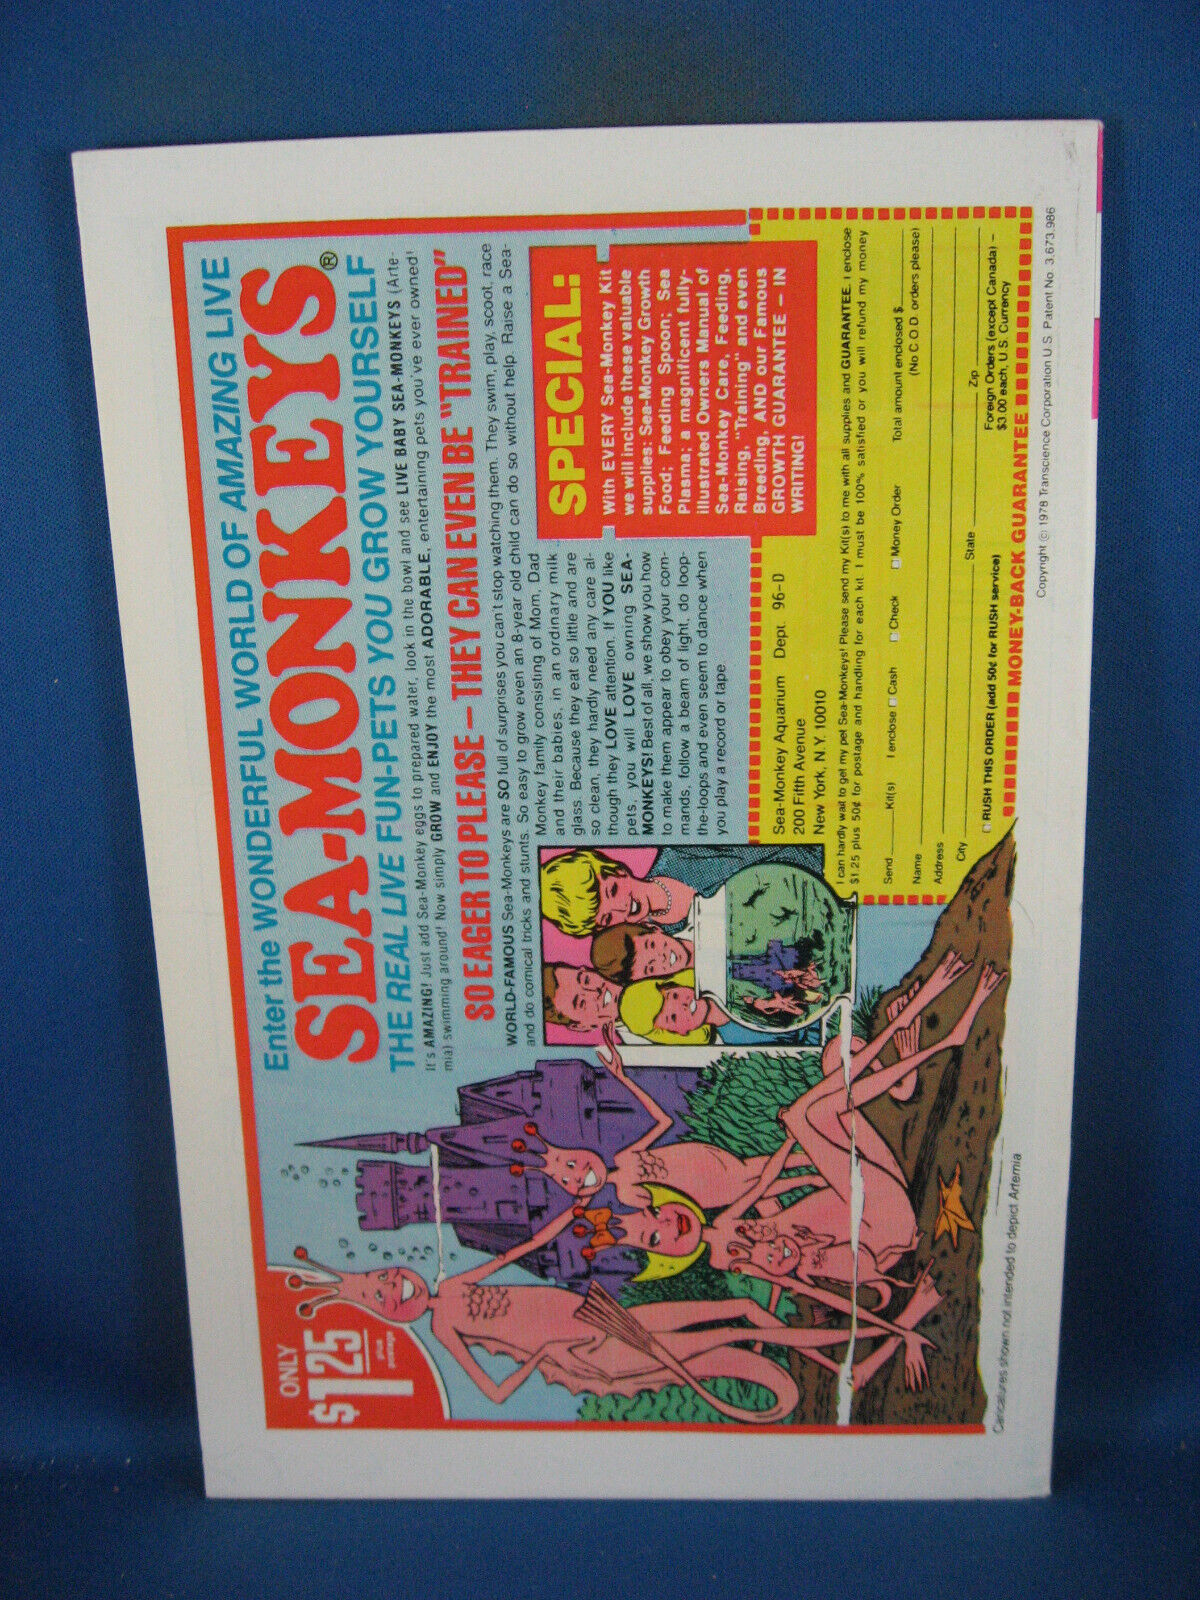 ONLY
$1.25
plus
postage
Enter the WONDERFUL WORLD OF AMAZING LIVE
SEA-MONKEYS®
THE REAL LIVE FUN-PETS YOU GROW YOURSELF
It's AMAZING! Just add Sea-Monkey eggs to prepared water, look in the bowl and see LIVE BABY SEA-MONKEYS (Arte-
mia) swimming around! Now simply GROW and ENJOY the most ADORABLE, entertaining pets you've ever owned!
SO EAGER TO PLEASE – THEY CAN EVEN BE "TRAINED"
WORLD-FAMOUS Sea-Monkeys are SO full of surprises you can't stop watching them. They swim, play, scoot, race
and do comical tricks and stunts. So easy to grow even an 8-year old child can do so without help. Raise a Sea-
Monkey family consisting of Mom, Dad
and their babies, in an ordinary milk
glass. Because they eat so little and are
so clean, they hardly need any care al-
though they LOVE attention. If YOU like
pets, you will LOVE owning SEA-
MONKEYS! Best of all, we show you how
to make them appear to obey your com-
mands, follow a beam of light, do loop-
the-loops and even seem to dance when
you play a record or tape
SPECIAL:
With EVERY Sea-Monkey Kit
we will include these valuable
supplies: Sea-Monkey Growth
Food; Feeding Spoon; Sea
Plasma; a magnificent fully-
illustrated Owners Manual of
Sea-Monkey Care, Feeding,
Raising, "Training" and even
Breeding, AND our Famous
GROWTH GUARANTEE – IN
WRITING!
Sea-Monkey Aquarium Dept. 96-D
200 Fifth Avenue
New York, N.Y. 10010
I can hardly wait to get my pet Sea-Monkeys! Please send my Kit(s) to me with all supplies and GUARANTEE. I enclose
$1.25 plus 50¢ for postage and handling for each kit. I must be 100% satisfied or you will refund my money
Send Kit(s) I enclose Cash Check Money Order Total amount enclosed $
(No C.O.D. orders please)
Name
Address
City State Zip
RUSH THIS ORDER (add 50¢ for RUSH service)
Foreign Orders (except Canada) –
$3.00 each, U.S. Currency
MONEY-BACK GUARANTEE
Caricatures shown not intended to depict Artemia
Copyright © 1978 Transcience Corporation U.S. Patent No. 3,673,986